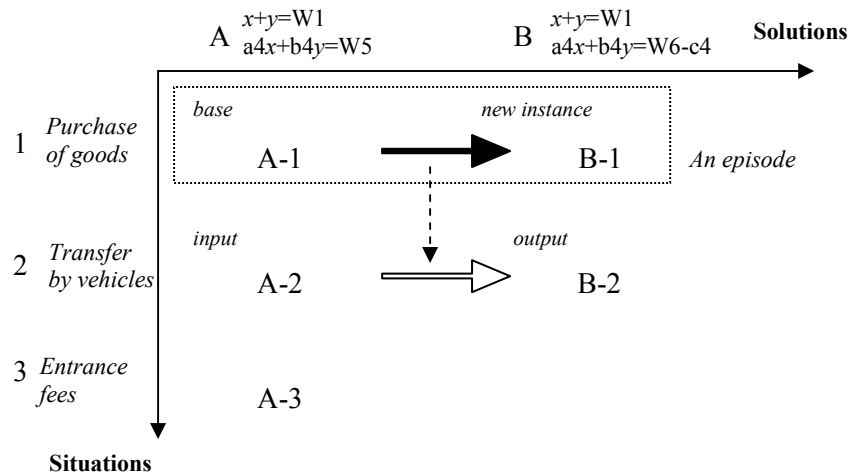 A
x+y=W1
a4x+b4y=W5
B
x+y=W1
a4x+b4y=W6-c4
Solutions
1
Purchase
of goods
base
new instance
A-1
B-1
An episode
2
Transfer
by vehicles
input
output
A-2
B-2
3
Entrance
fees
A-3
Situations